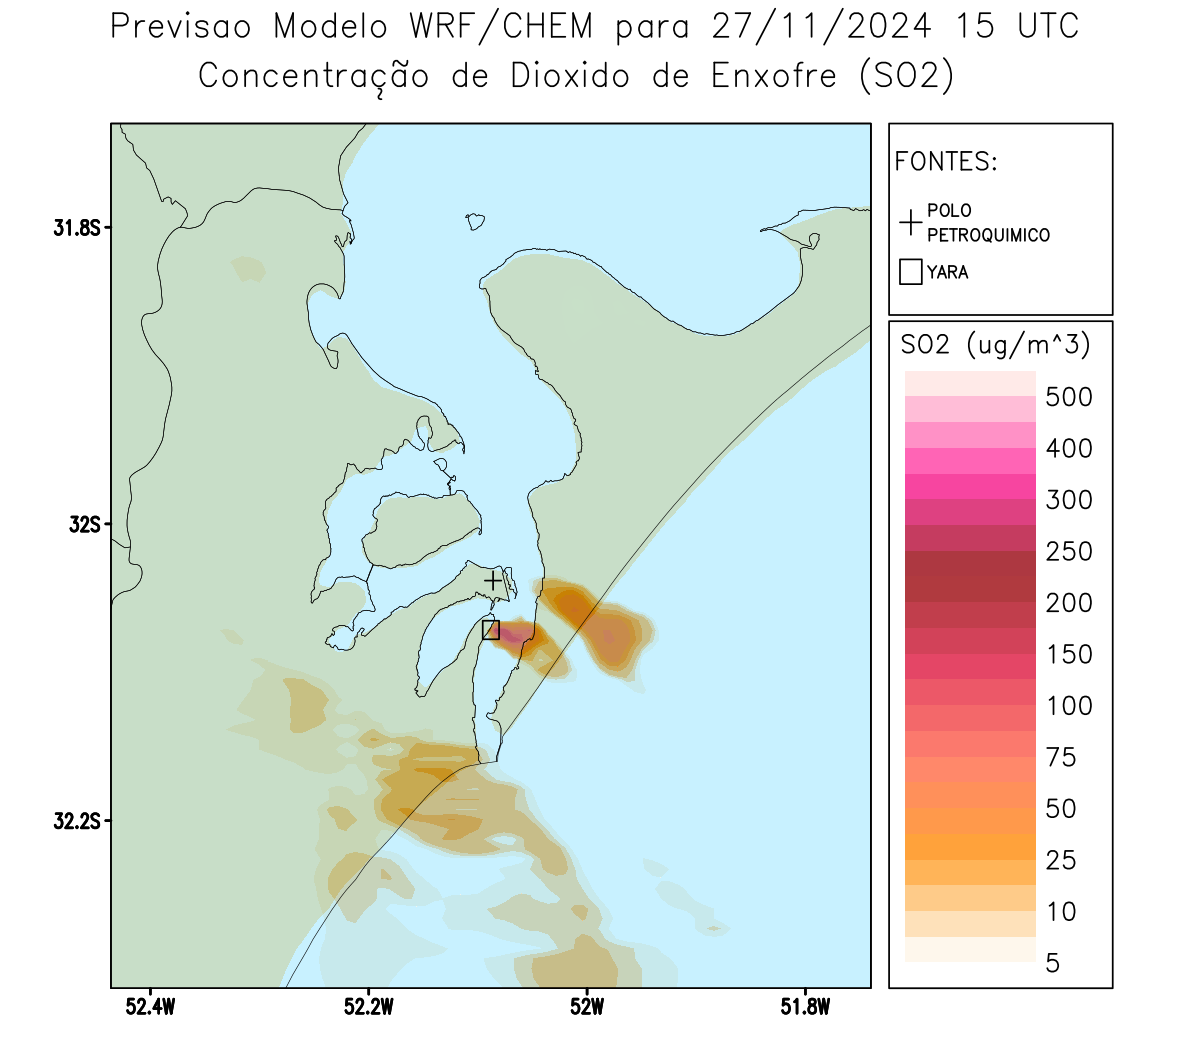 Previsao Modelo WRF/CHEM para 27/11/2024 15 UTC
Concentração de Dioxido de Enxofre (SO2)
FONTES:
POLO
PETROQUIMICO
YARA
SO2 (ug/m^3)
500
400
300
250
200
150
100
75
50
25
10
5
31.8S
32S
32.2S
52.4W
52.2W
52W
51.8W